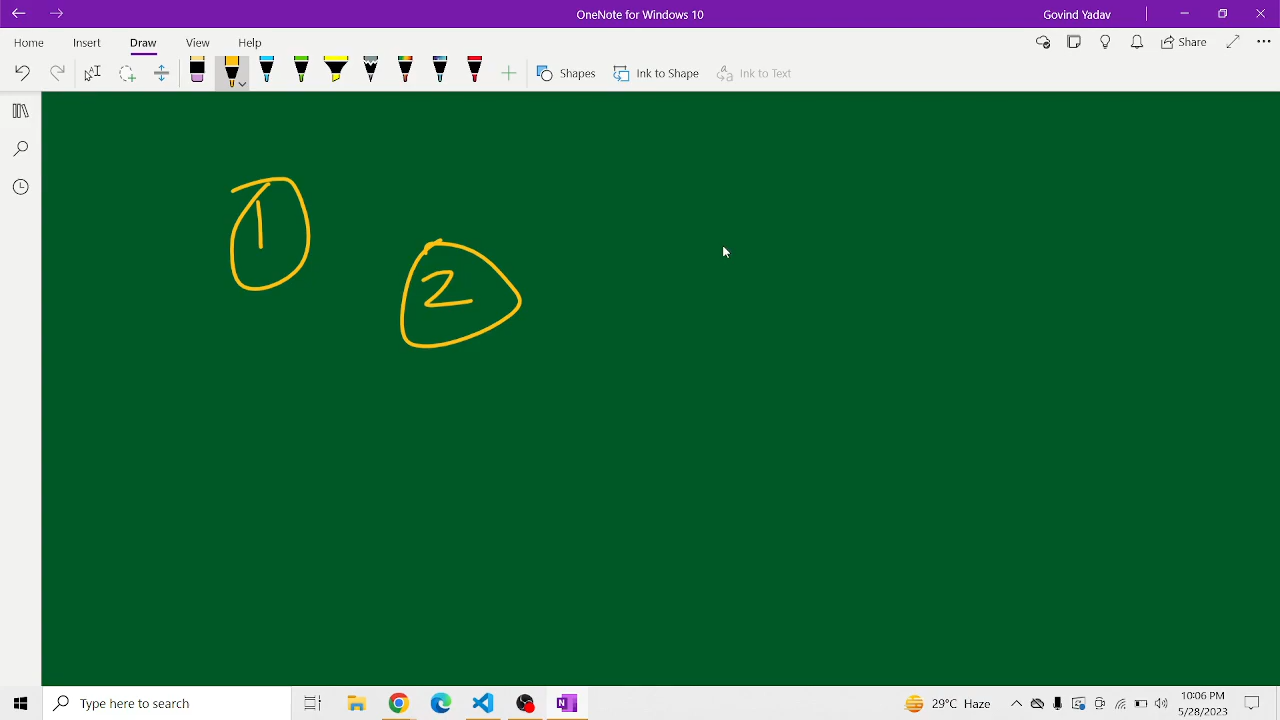 OneNote for Windows 10
Govind Yadav
Home Insert Draw View Help
Share
Shapes Ink to Shape Ink to Text
1
2
Type here to search
29°C Haze
10:06 PM
5/28/2023